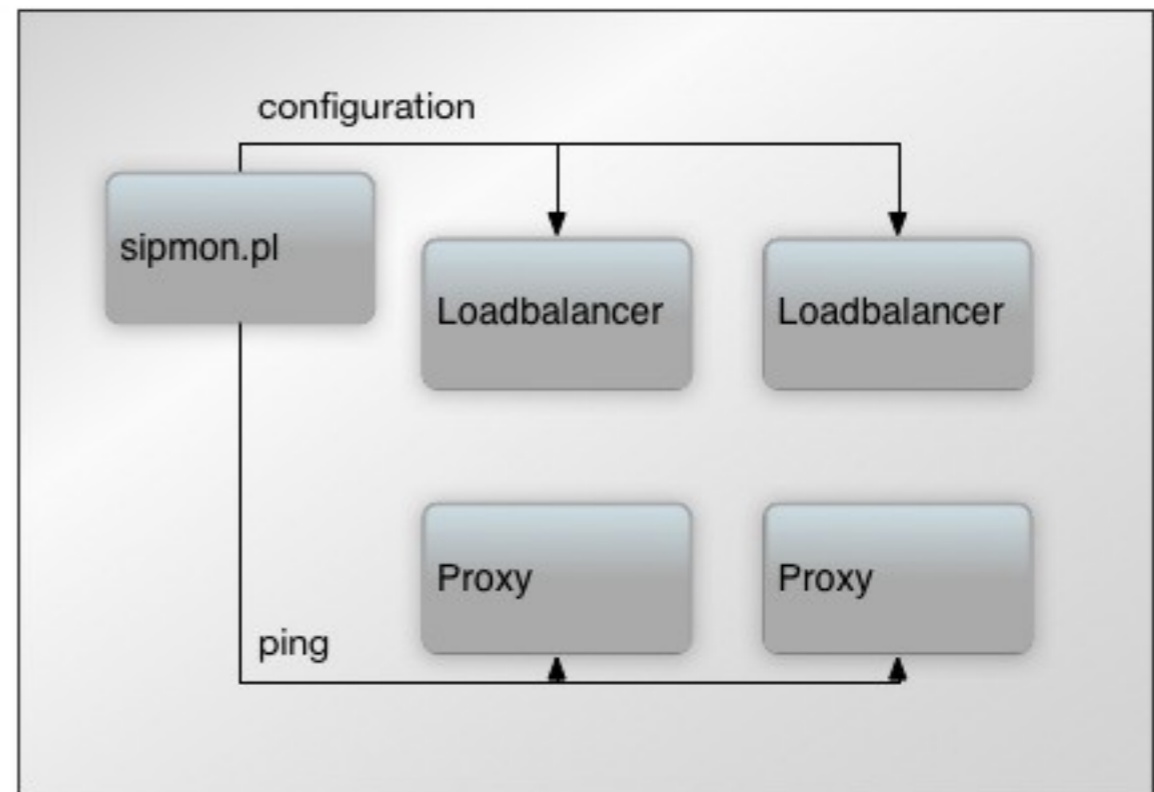 configuration
sipmon.pl
Loadbalancer
Loadbalancer
Proxy
Proxy
ping